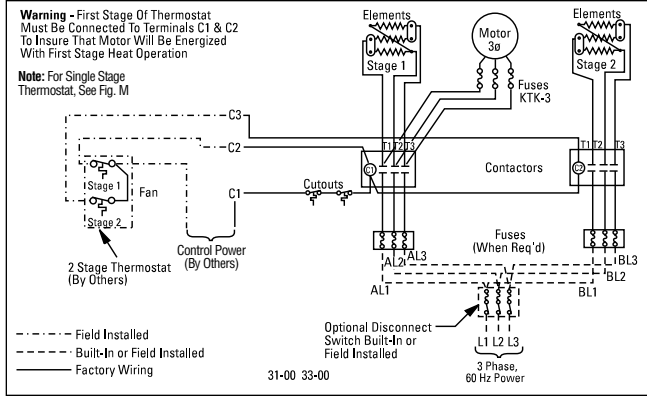 Warning - First Stage Of Thermostat
Must Be Connected To Terminals C1 & C2
To Insure That Motor Will Be Energized
With First Stage Heat Operation
Note: For Single Stage
Thermostat, See Fig. M
Elements
Stage 1
Motor
3ø
Fuses
KTK-3
Elements
Stage 2
C3
C2
C1
T1 T2 T3
C1
Contactors
T1 T2 T3
C2
Stage 1
Fan
Stage 2
Cutouts
2 Stage Thermostat
(By Others)
Control Power
(By Others)
Fuses
(When Req'd)
AL1
AL2
AL3
BL1
BL2
BL3
Optional Disconnect
Switch Built-In or
Field Installed
L1 L2 L3
3 Phase,
60 Hz Power
Field Installed
Built-In or Field Installed
Factory Wiring
31-00 33-00